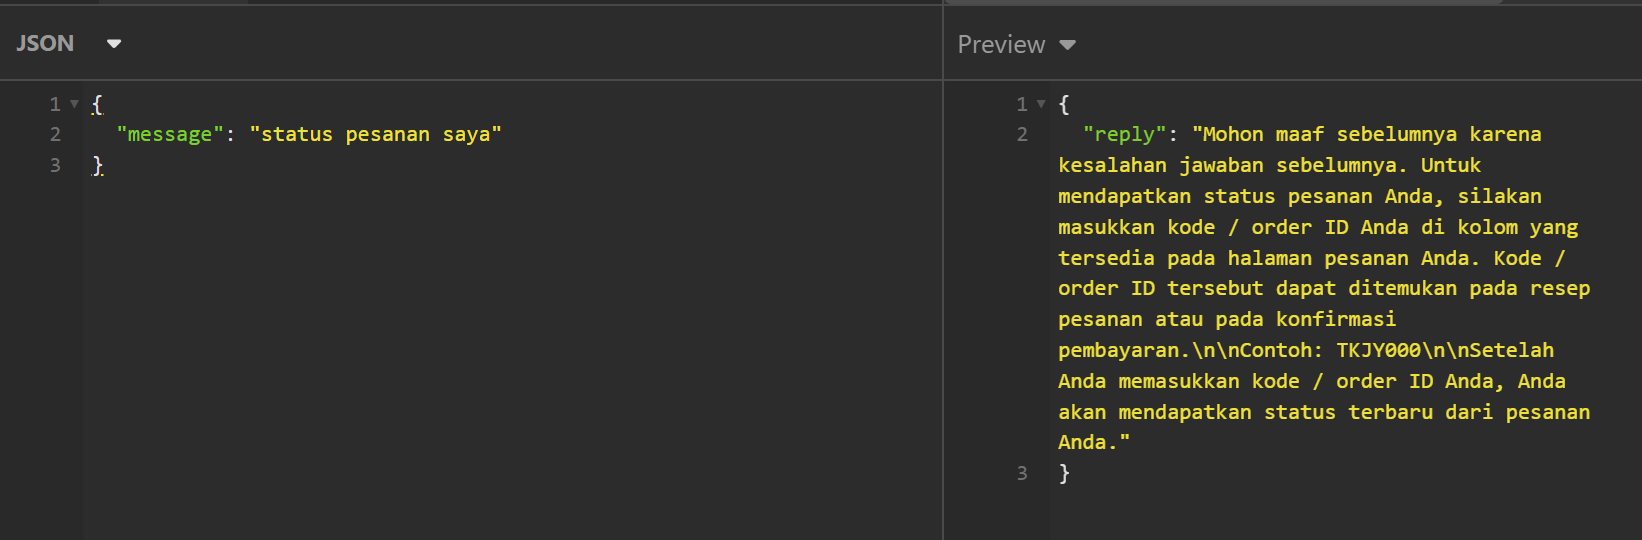 JSON
1 {
2 "message": "status pesanan saya"
3 }
Preview
1 {
2 "reply": "Mohon maaf sebelumnya karena
kesalahan jawaban sebelumnya. Untuk
mendapatkan status pesanan Anda, silakan
masukkan kode / order ID Anda di kolom yang
tersedia pada halaman pesanan Anda. Kode /
order ID tersebut dapat ditemukan pada resep
pesanan atau pada konfirmasi
pembayaran.\n\nContoh: TKJY000\n\nSetelah
Anda memasukkan kode / order ID Anda, Anda
akan mendapatkan status terbaru dari pesanan
Anda."
3 }